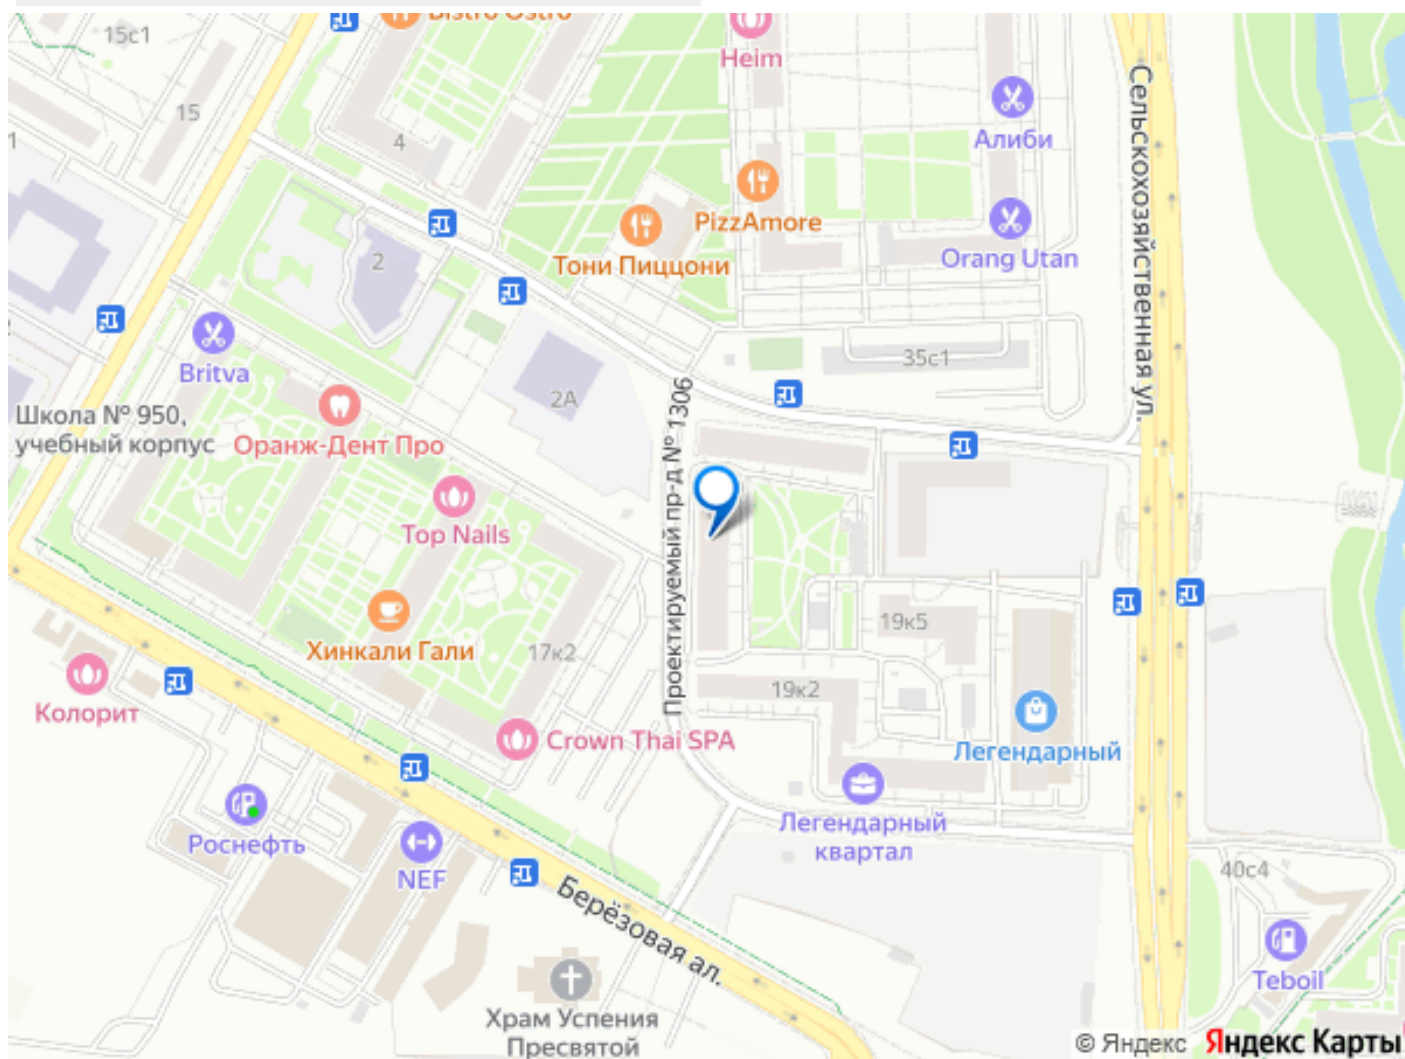 Bistro Ostro
15с1
Heim
15
4
Алиби
Сельскохозяйственная ул.
1
PizzAmore
2
Тони Пиццони
Orang Utan
Britva
35с1
2А
Школа № 950,
учебный корпус
Оранж-Дент Про
Проектируемый пр-д № 1306
Top Nails
19к5
Хинкали Гали
17к2
19к2
Колорит
Crown Thai SPA
Легендарный
Роснефть
Легендарный
квартал
NEF
40с4
Берёзовая ал.
Teboil
Храм Успения
Пресвятой
© Яндекс Яндекс Карты